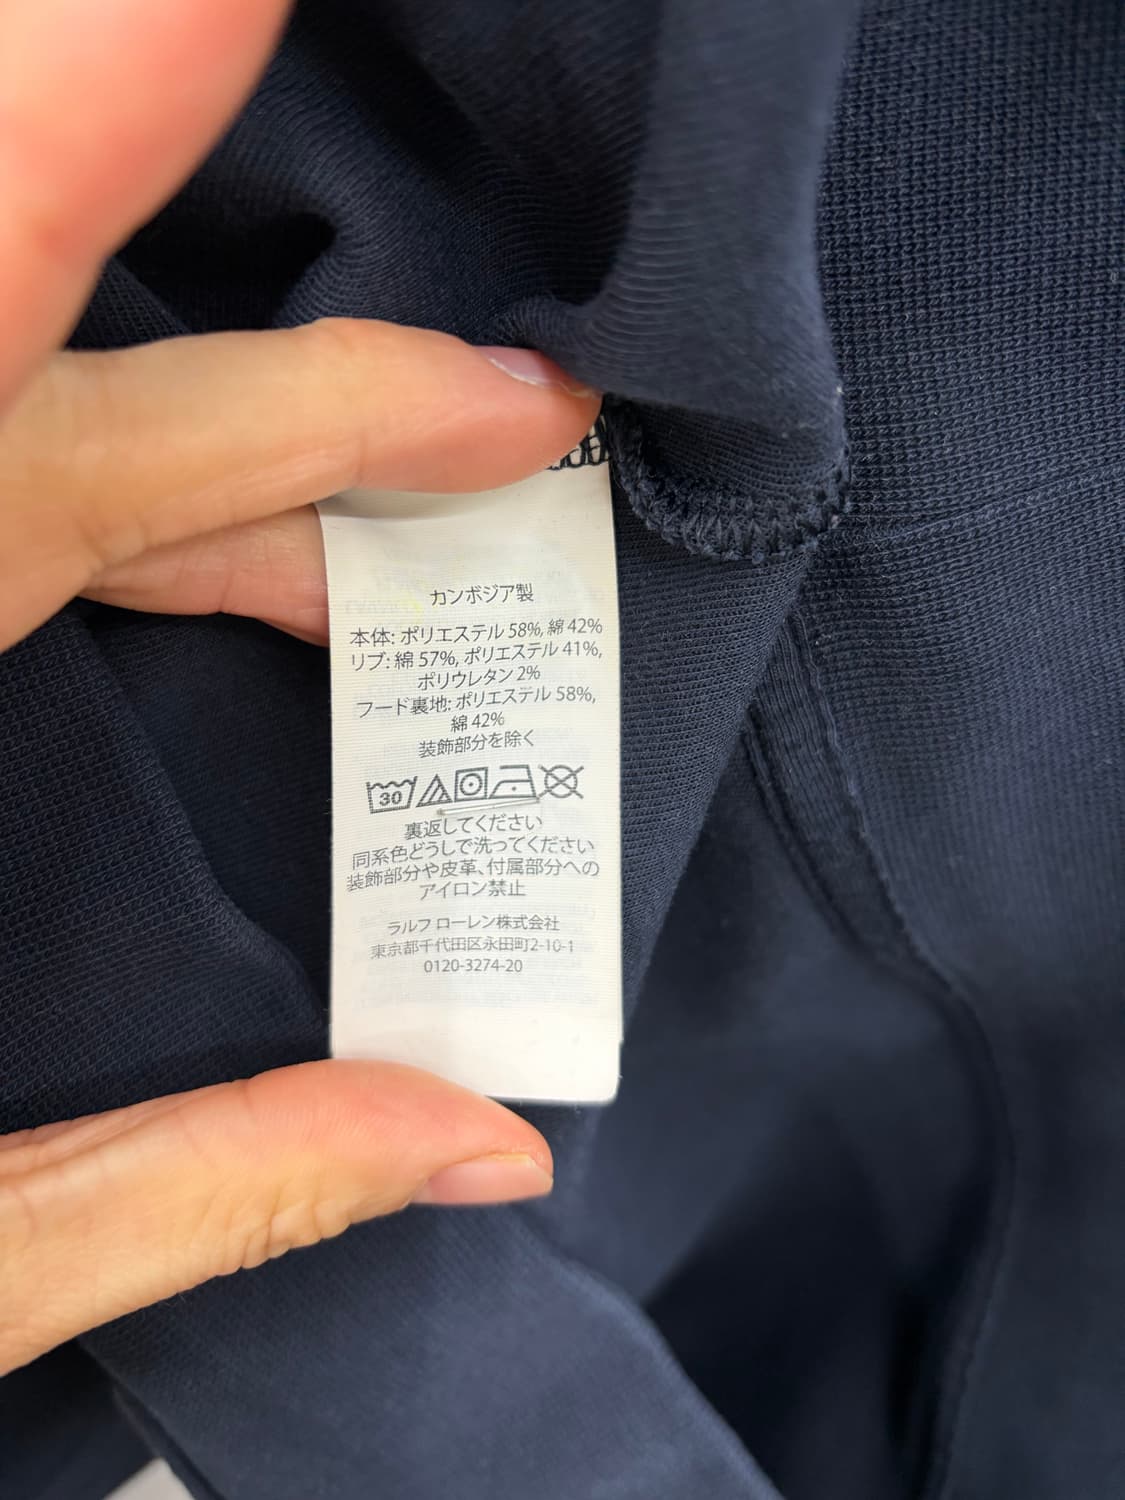 カンボジア製
本体: ポリエステル 58%, 綿 42%
リブ: 綿 57%, ポリエステル 41%,
ポリウレタン 2%
フード裏地: ポリエステル 58%,
綿 42%
装飾部分を除く
30
裏返してください
同系色どうしで洗ってください
装飾部分や皮革、付属部分への
アイロン禁止
ラルフ ローレン株式会社
東京都千代田区永田町2-10-1
0120-3274-20